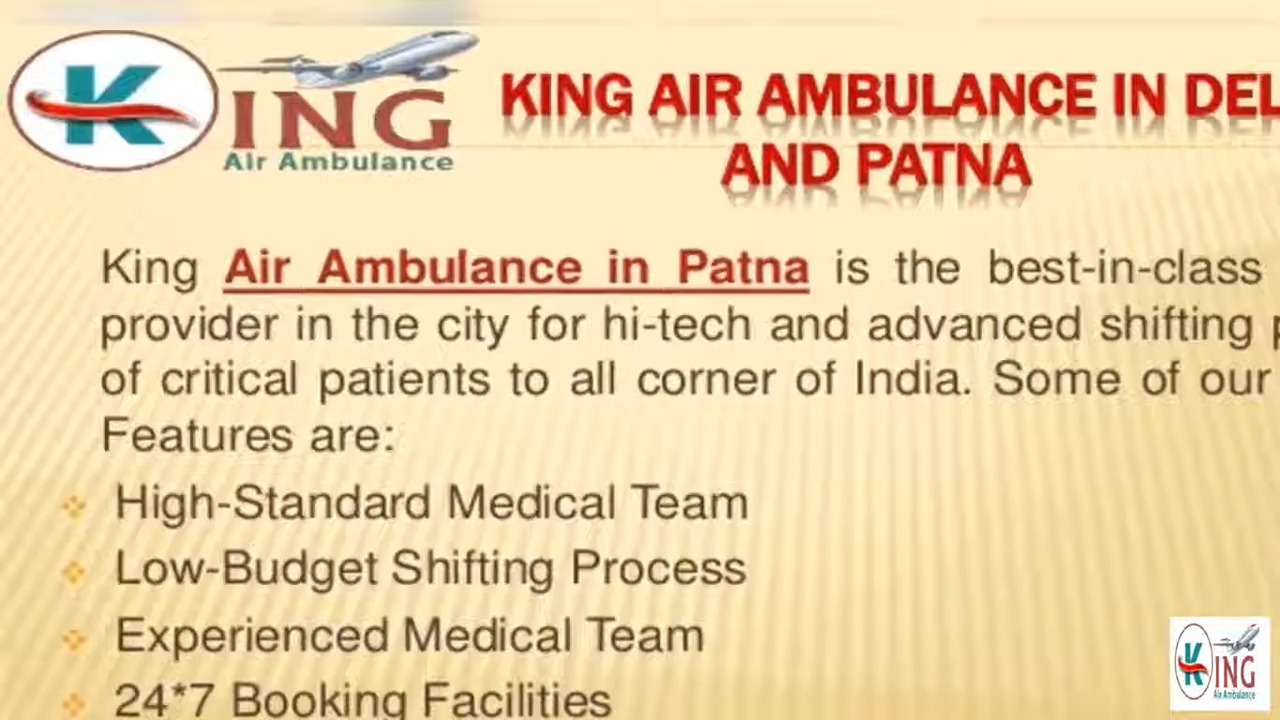 KING
Air Ambulance
KING AIR AMBULANCE IN DEL
AND PATNA
King Air Ambulance in Patna is the best-in-class
provider in the city for hi-tech and advanced shifting p
of critical patients to all corner of India. Some of our
Features are:
High-Standard Medical Team
Low-Budget Shifting Process
Experienced Medical Team
24*7 Booking Facilities
KING
Air Ambulance